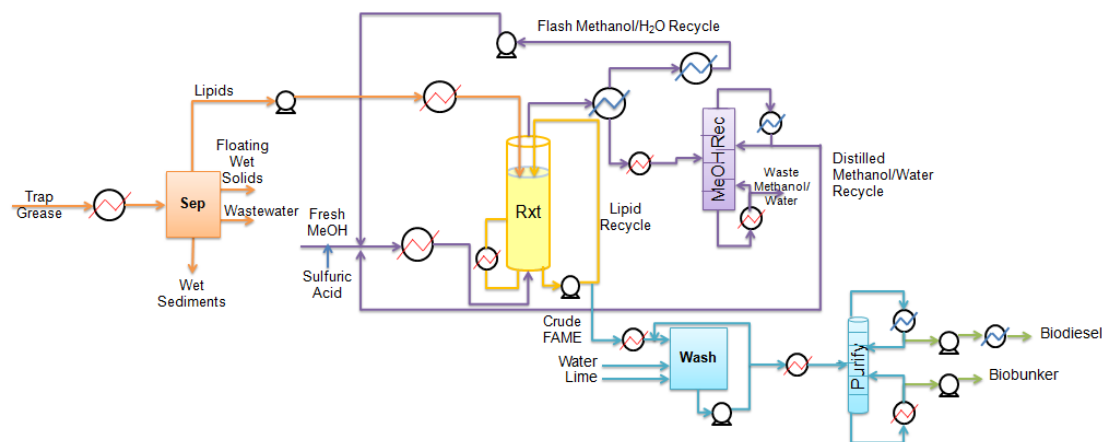 Flash Methanol/H₂O Recycle
Lipids
Floating
Wet
Solids
Trap
Grease
Sep
Wastewater
Wet
Sediments
Fresh
MeOH
Sulfuric
Acid
Rxt
Lipid
Recycle
MeOH Rec
Waste
Methanol/
Water
Distilled
Methanol/Water
Recycle
Crude
FAME
Water
Lime
Wash
Purify
Biodiesel
Biobunker